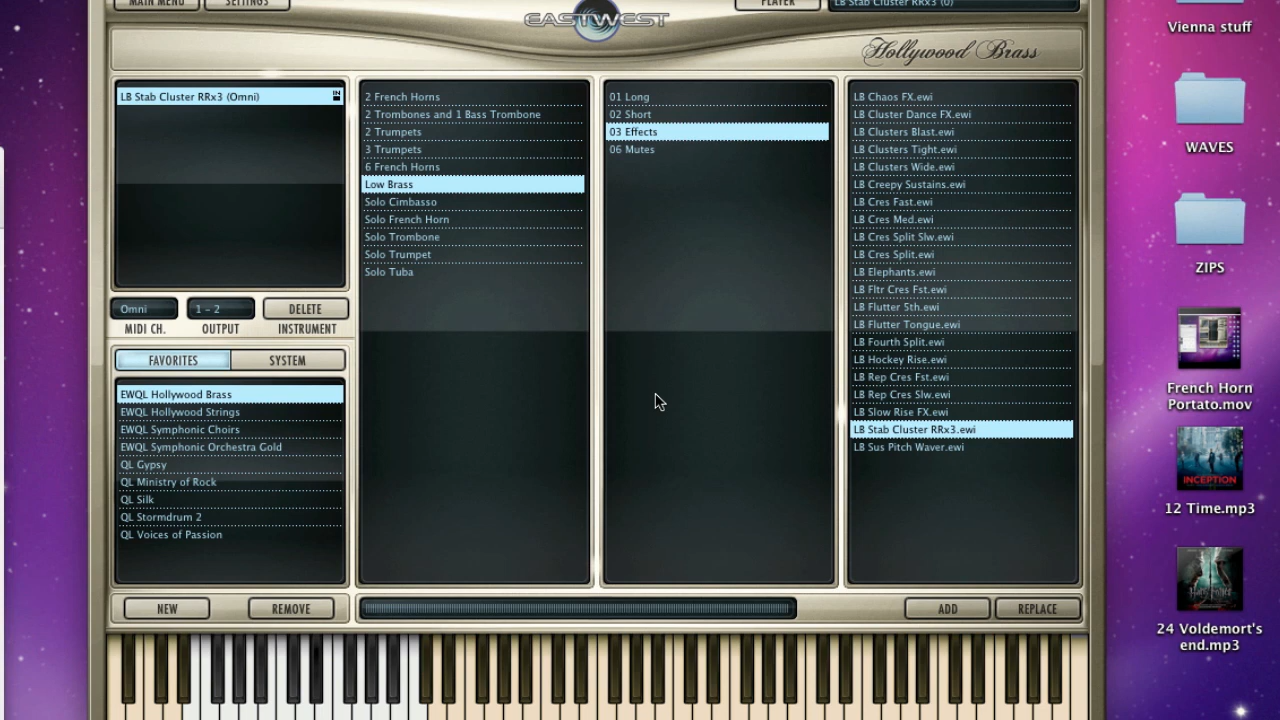 MAIN MENU
SETTINGS
PLAYER
LB Stab Cluster RRx3 (0)
EASTWEST
Hollywood Brass
LB Stab Cluster RRx3 (Omni)
Omni
1 - 2
DELETE
MIDI CH.
OUTPUT
INSTRUMENT
FAVORITES
SYSTEM
EWQL Hollywood Brass
EWQL Hollywood Strings
EWQL Symphonic Choirs
EWQL Symphonic Orchestra Gold
QL Gypsy
QL Ministry of Rock
QL Silk
QL Stormdrum 2
QL Voices of Passion
NEW
REMOVE
2 French Horns
2 Trombones and 1 Bass Trombone
2 Trumpets
3 Trumpets
6 French Horns
Low Brass
Solo Cimbasso
Solo French Horn
Solo Trombone
Solo Trumpet
Solo Tuba
01 Long
02 Short
03 Effects
06 Mutes
LB Chaos FX.ewi
LB Cluster Dance FX.ewi
LB Clusters Blast.ewi
LB Clusters Tight.ewi
LB Clusters Wide.ewi
LB Creepy Sustains.ewi
LB Cres Fast.ewi
LB Cres Med.ewi
LB Cres Split Slw.ewi
LB Cres Split.ewi
LB Elephants.ewi
LB Fltr Cres Fst.ewi
LB Flutter 5th.ewi
LB Flutter Tongue.ewi
LB Fourth Split.ewi
LB Hockey Rise.ewi
LB Rep Cres Fst.ewi
LB Rep Cres Slw.ewi
LB Slow Rise FX.ewi
LB Stab Cluster RRx3.ewi
LB Sus Pitch Waver.ewi
ADD
REPLACE
Vienna stuff
WAVES
ZIPS
French Horn
Portato.mov
INCEPTION
12 Time.mp3
24 Voldemort's
end.mp3